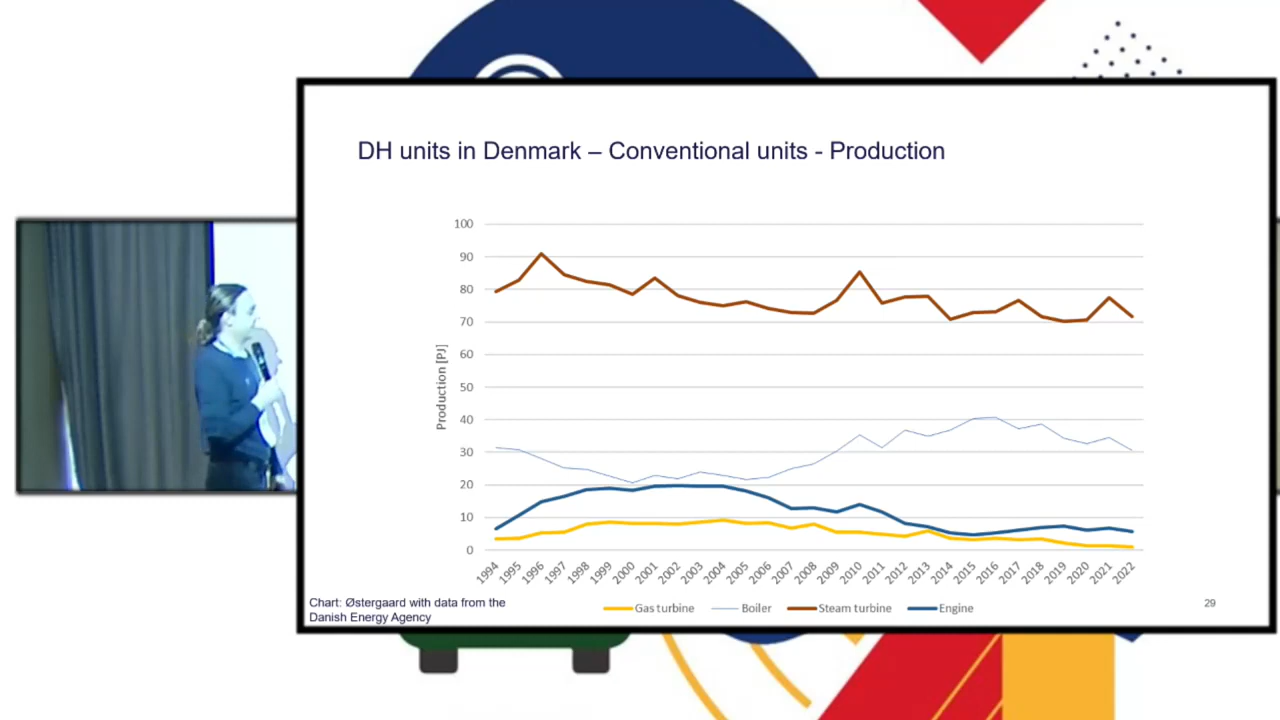 DH units in Denmark – Conventional units - Production
100
90
80
70
60
50
40
30
20
10
0
Production [PJ]
1994 1995 1996 1997 1998 1999 2000 2001 2002 2003 2004 2005 2006 2007 2008 2009 2010 2011 2012 2013 2014 2015 2016 2017 2018 2019 2020 2021 2022
Gas turbine Boiler Steam turbine Engine
Chart: Østergaard with data from the
Danish Energy Agency
29